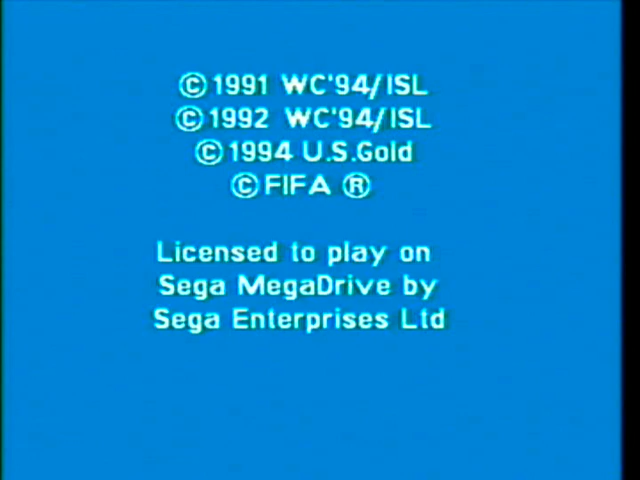 © 1991 WC'94/ISL
© 1992 WC'94/ISL
© 1994 U.S.Gold
© FIFA ®
Licensed to play on
Sega MegaDrive by
Sega Enterprises Ltd